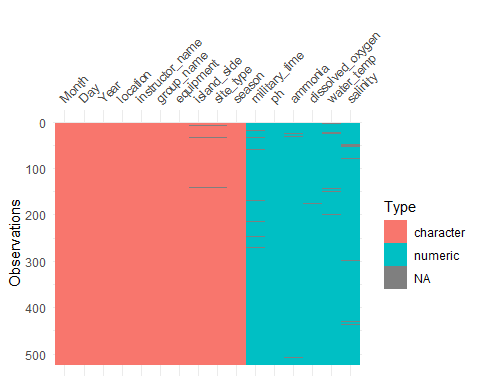 Month
Day
Year
location
instructor_name
group_name
equipment
island_side
site_type
season
military_time
ph
ammonia
dissolved_oxygen
water_temp
salinity
0
100
200
300
400
500
Observations
Type
character
numeric
NA